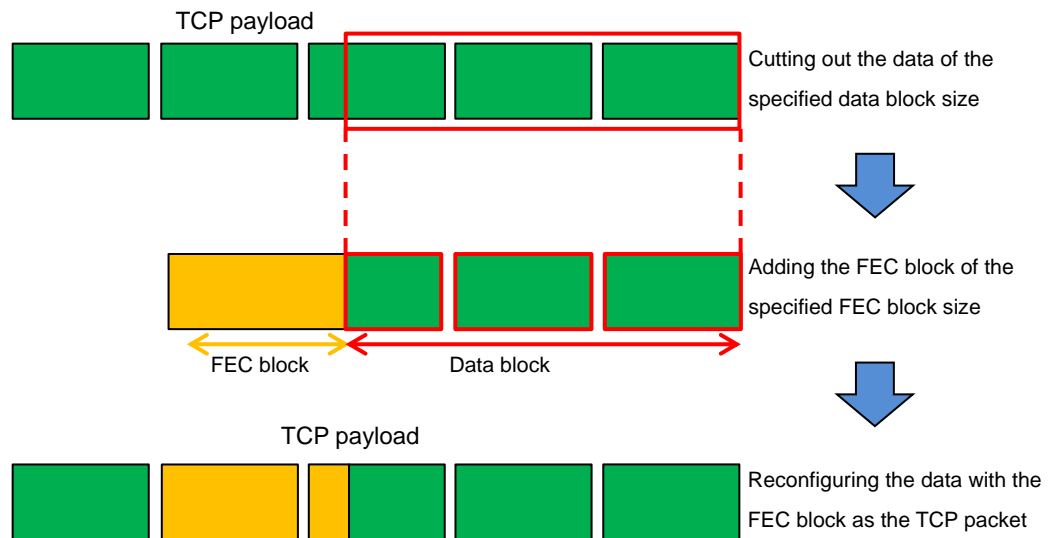 TCP payload
Cutting out the data of the
specified data block size
Adding the FEC block of the
specified FEC block size
FEC block
Data block
TCP payload
Reconfiguring the data with the
FEC block as the TCP packet